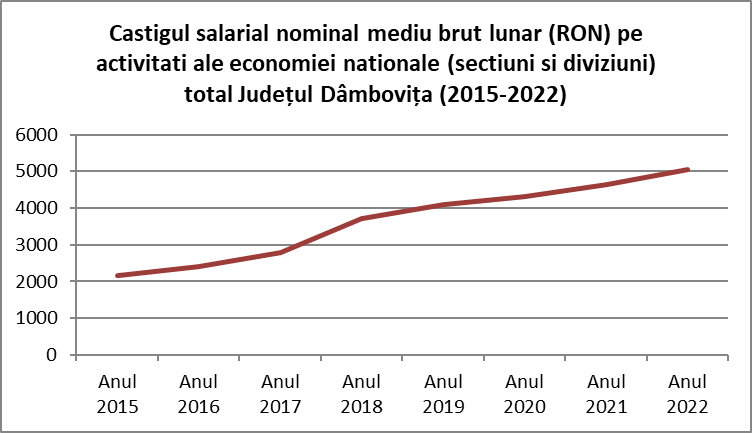 Castigul salarial nominal mediu brut lunar (RON) pe
activitati ale economiei nationale (sectiuni si diviziuni)
total Județul Dâmbovița (2015-2022)
6000
5000
4000
3000
2000
1000
0
Anul Anul Anul Anul Anul Anul Anul Anul
2015 2016 2017 2018 2019 2020 2021 2022